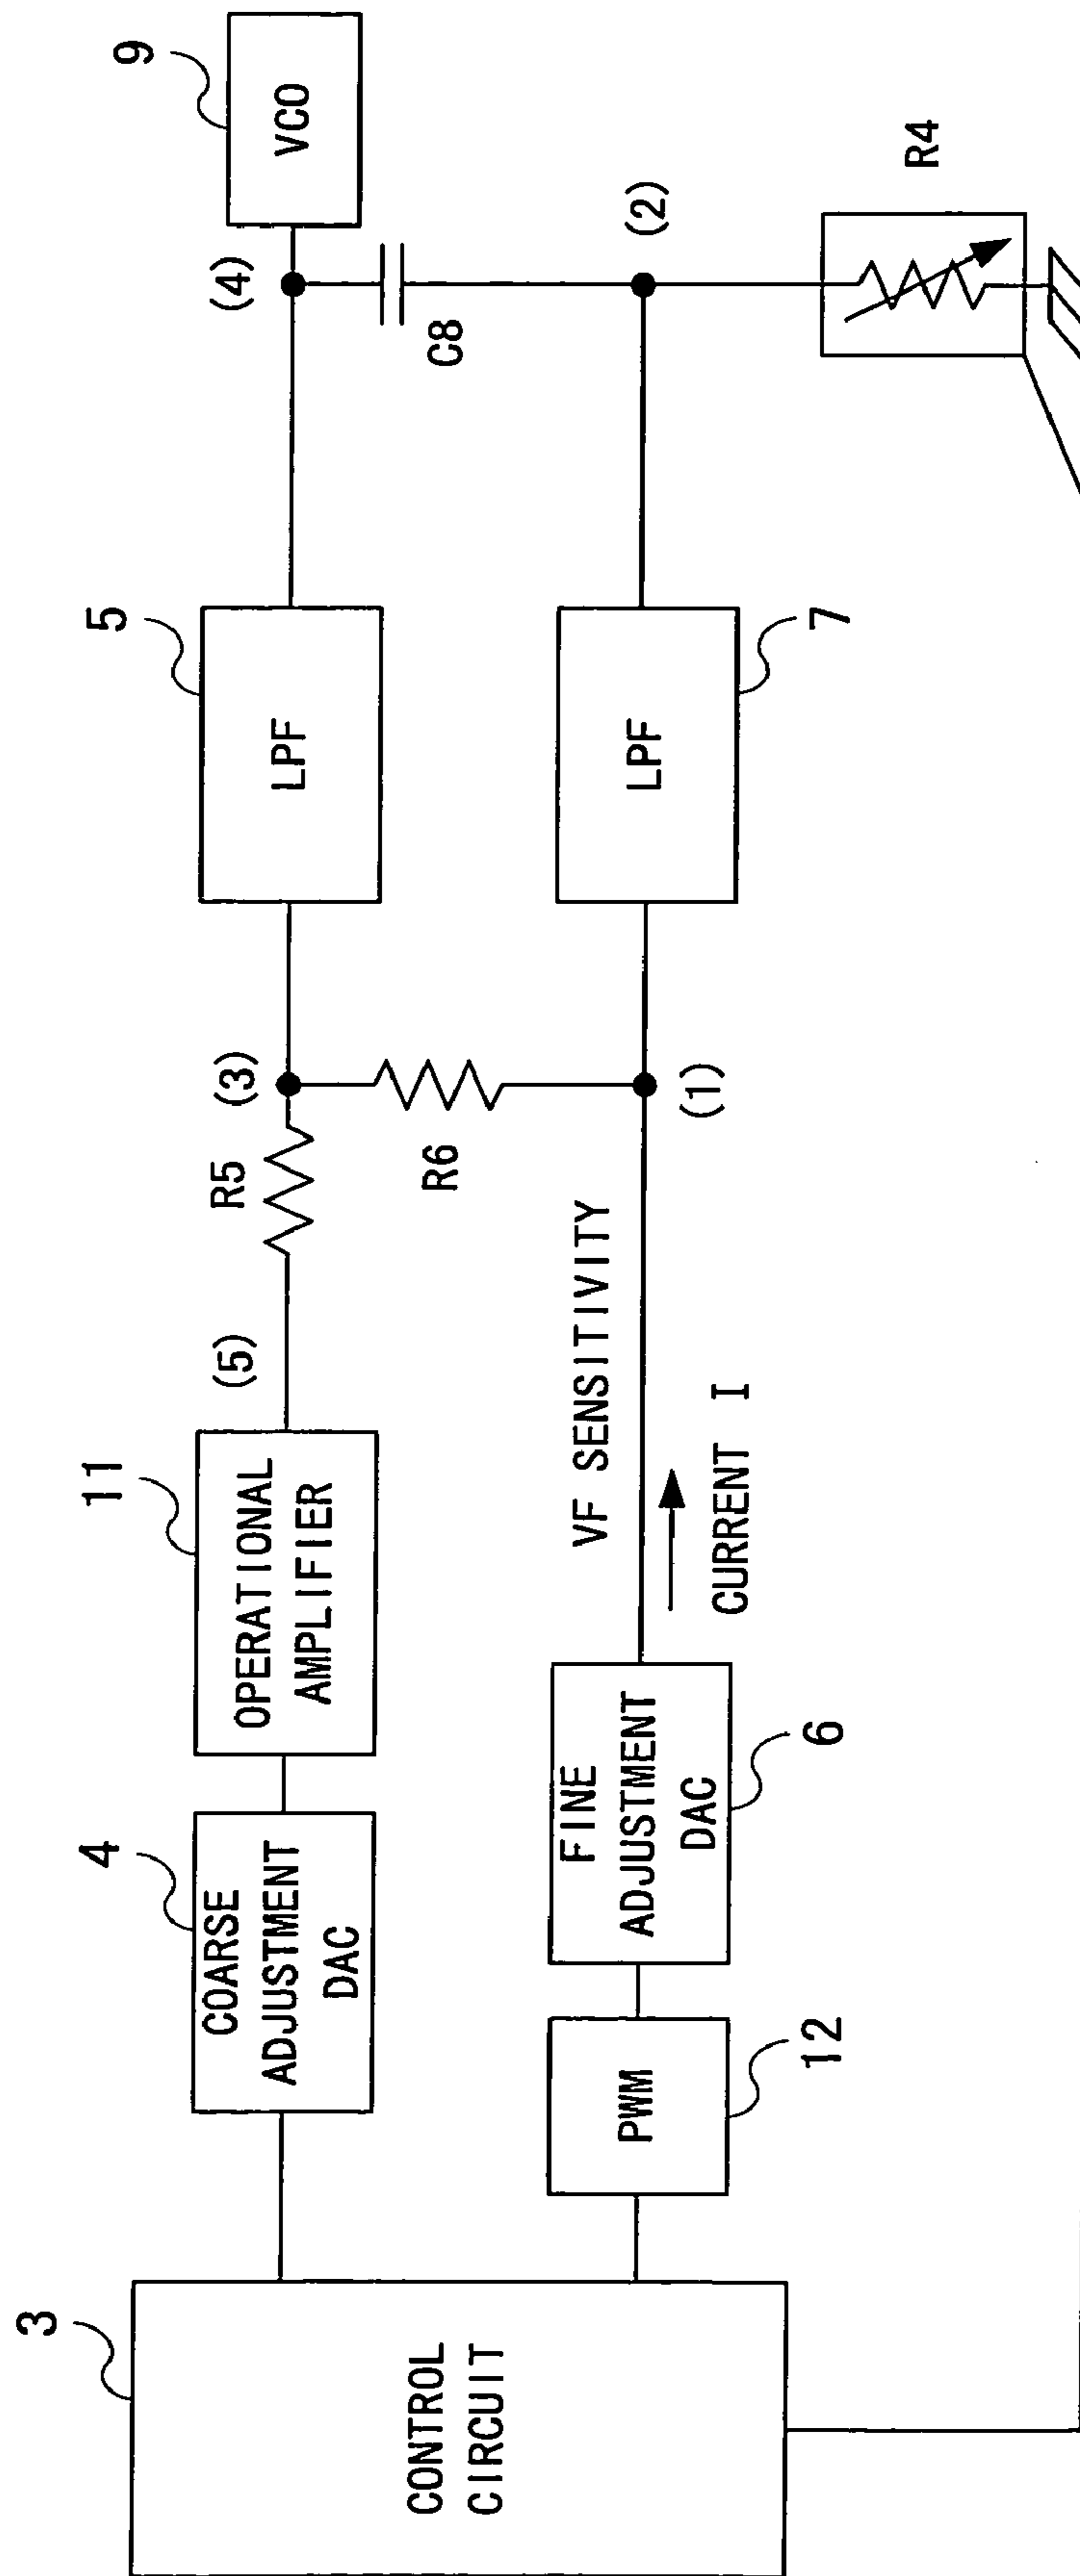 3
CONTROL
CIRCUIT
4
COARSE
ADJUSTMENT
DAC
11
OPERATIONAL
AMPLIFIER
(5)
R5
(3)
R6
5
LPF
(4)
C8
9
VCO
PWM
12
FINE
ADJUSTMENT
DAC
6
VF SENSITIVITY
CURRENT I
(1)
LPF
7
(2)
R4